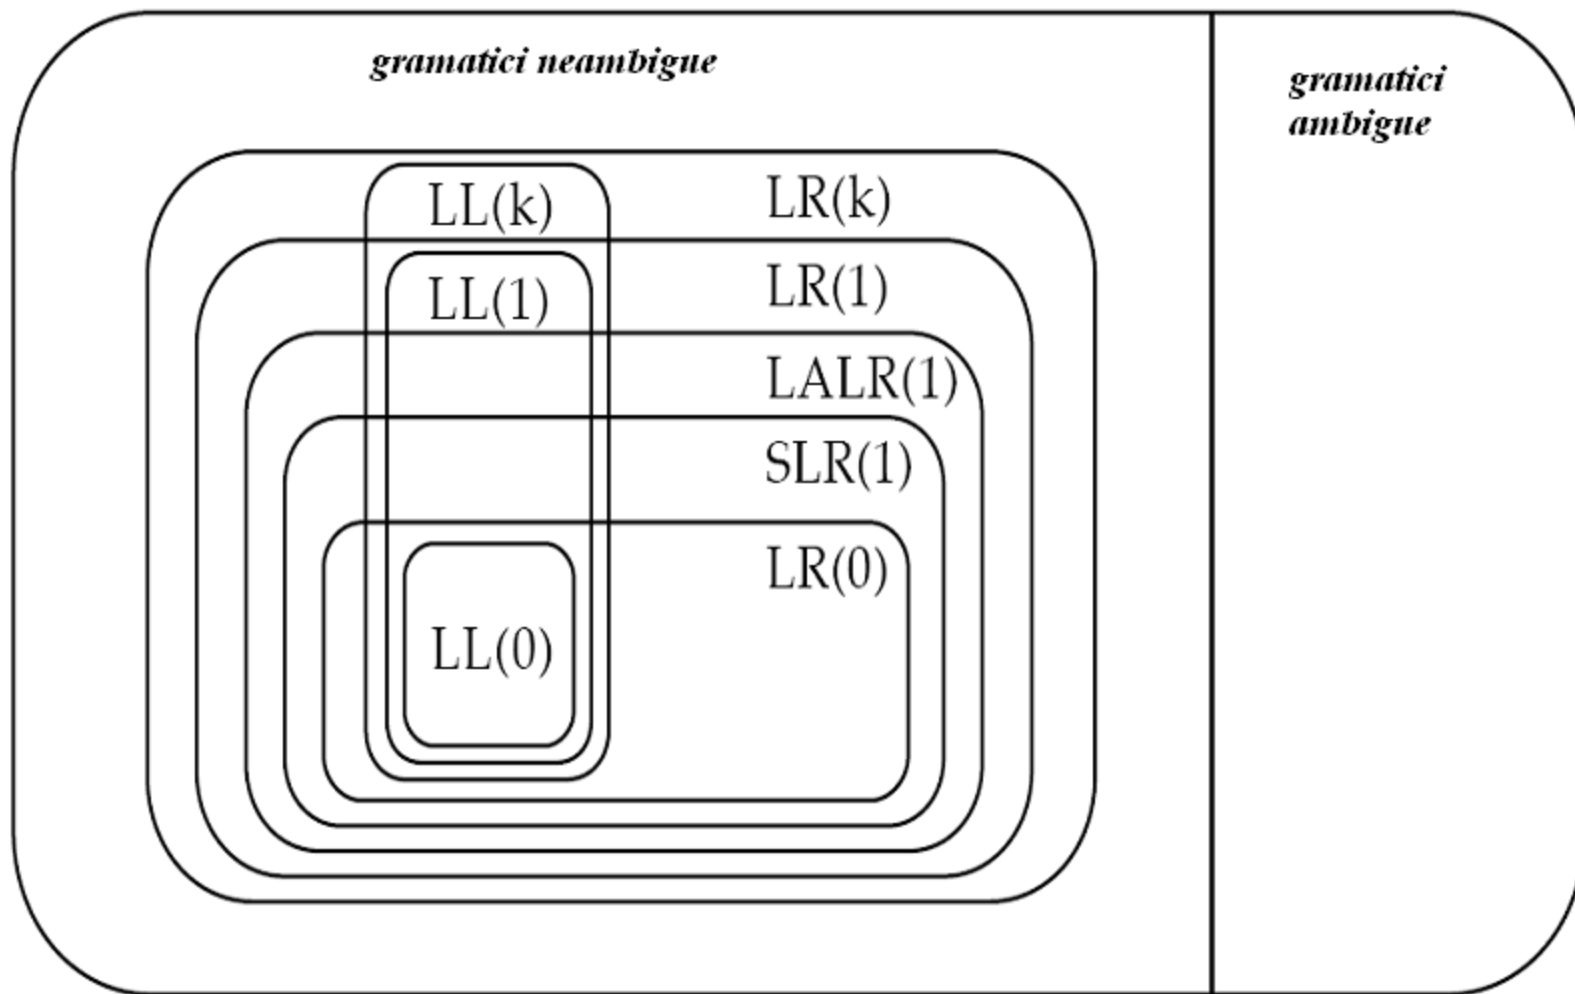 gramatici neambigue
gramatici
ambigue
LL(k)
LR(k)
LL(1)
LR(1)
LALR(1)
SLR(1)
LR(0)
LL(0)